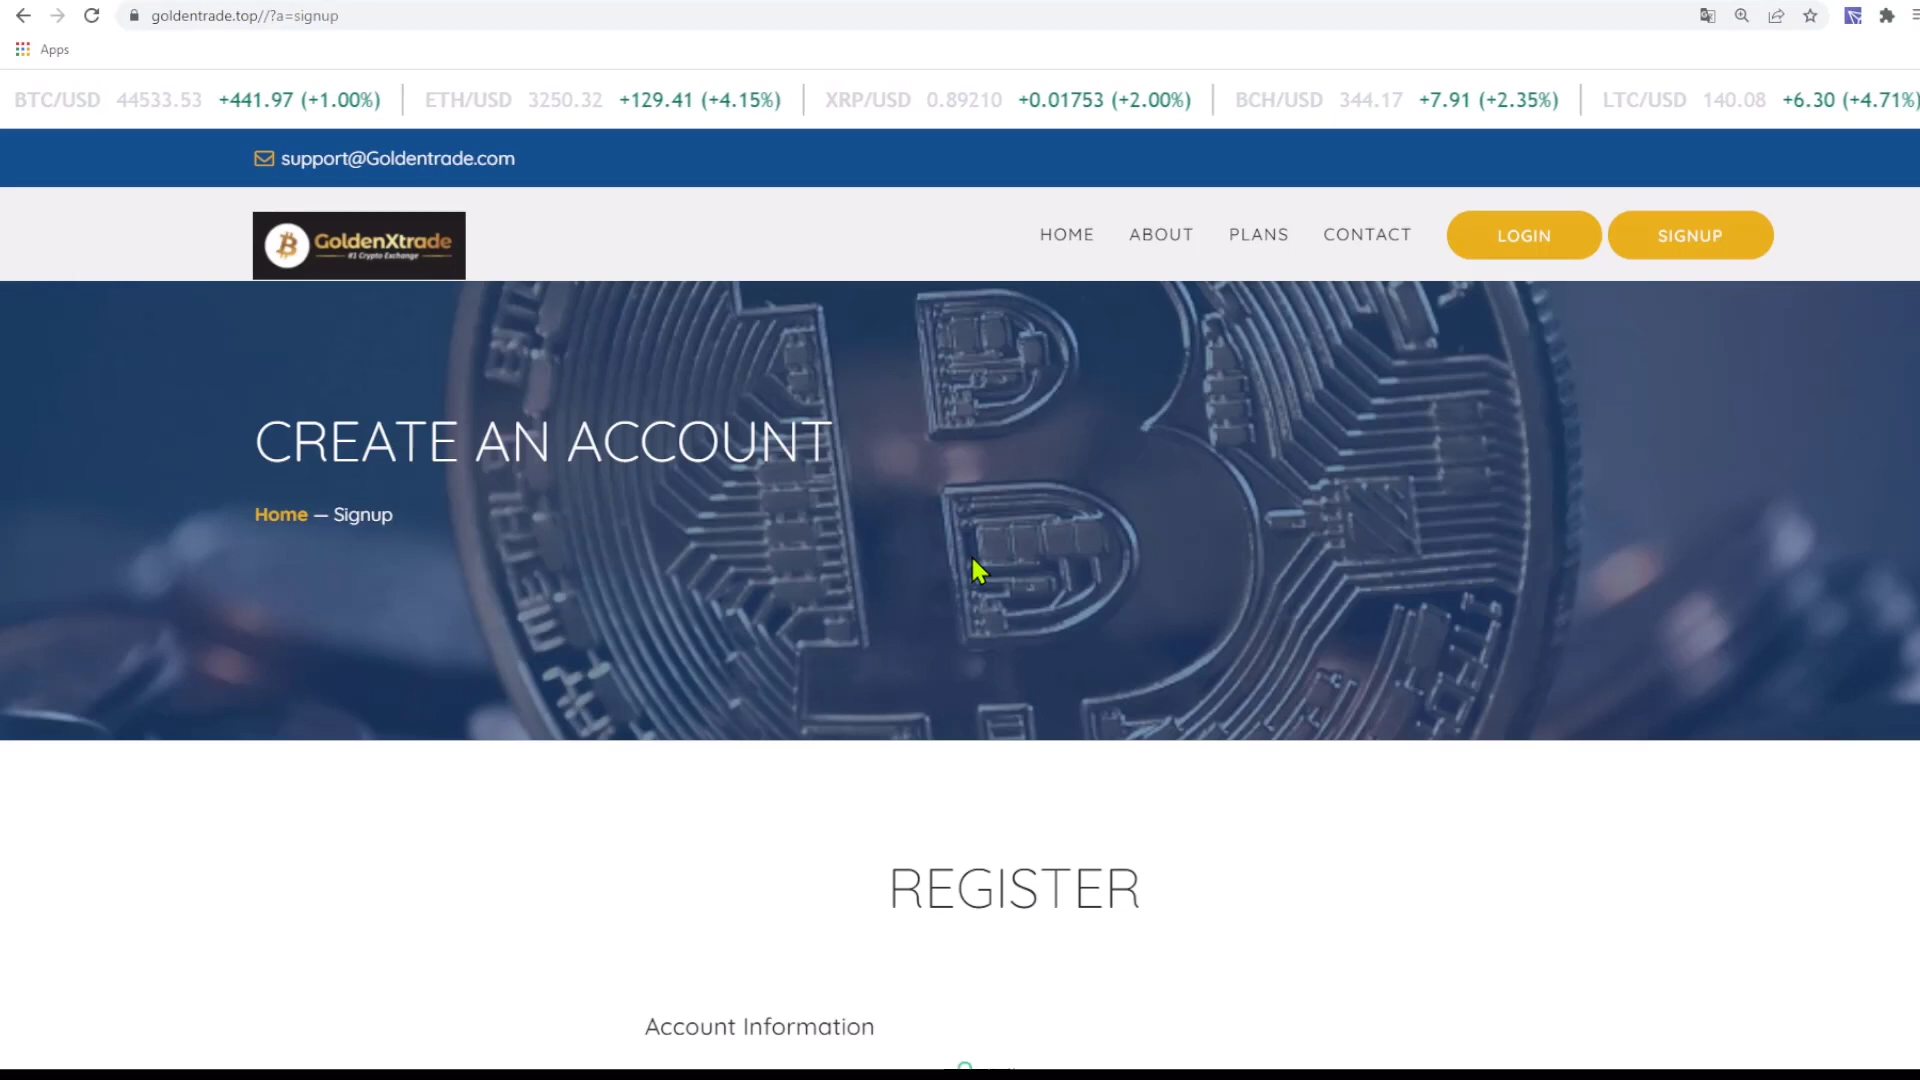 goldentrade.top//?a=signup
Apps
BTC/USD 44533.53 +441.97 (+1.00%) ETH/USD 3250.32 +129.41 (+4.15%) XRP/USD 0.89210 +0.01753 (+2.00%) BCH/USD 344.17 +7.91 (+2.35%) LTC/USD 140.08 +6.30 (+4.71%)
support@Goldentrade.com
GoldenXtrade
#1 Crypto Exchange
HOME ABOUT PLANS CONTACT LOGIN SIGNUP
CREATE AN ACCOUNT
Home — Signup
REGISTER
Account Information